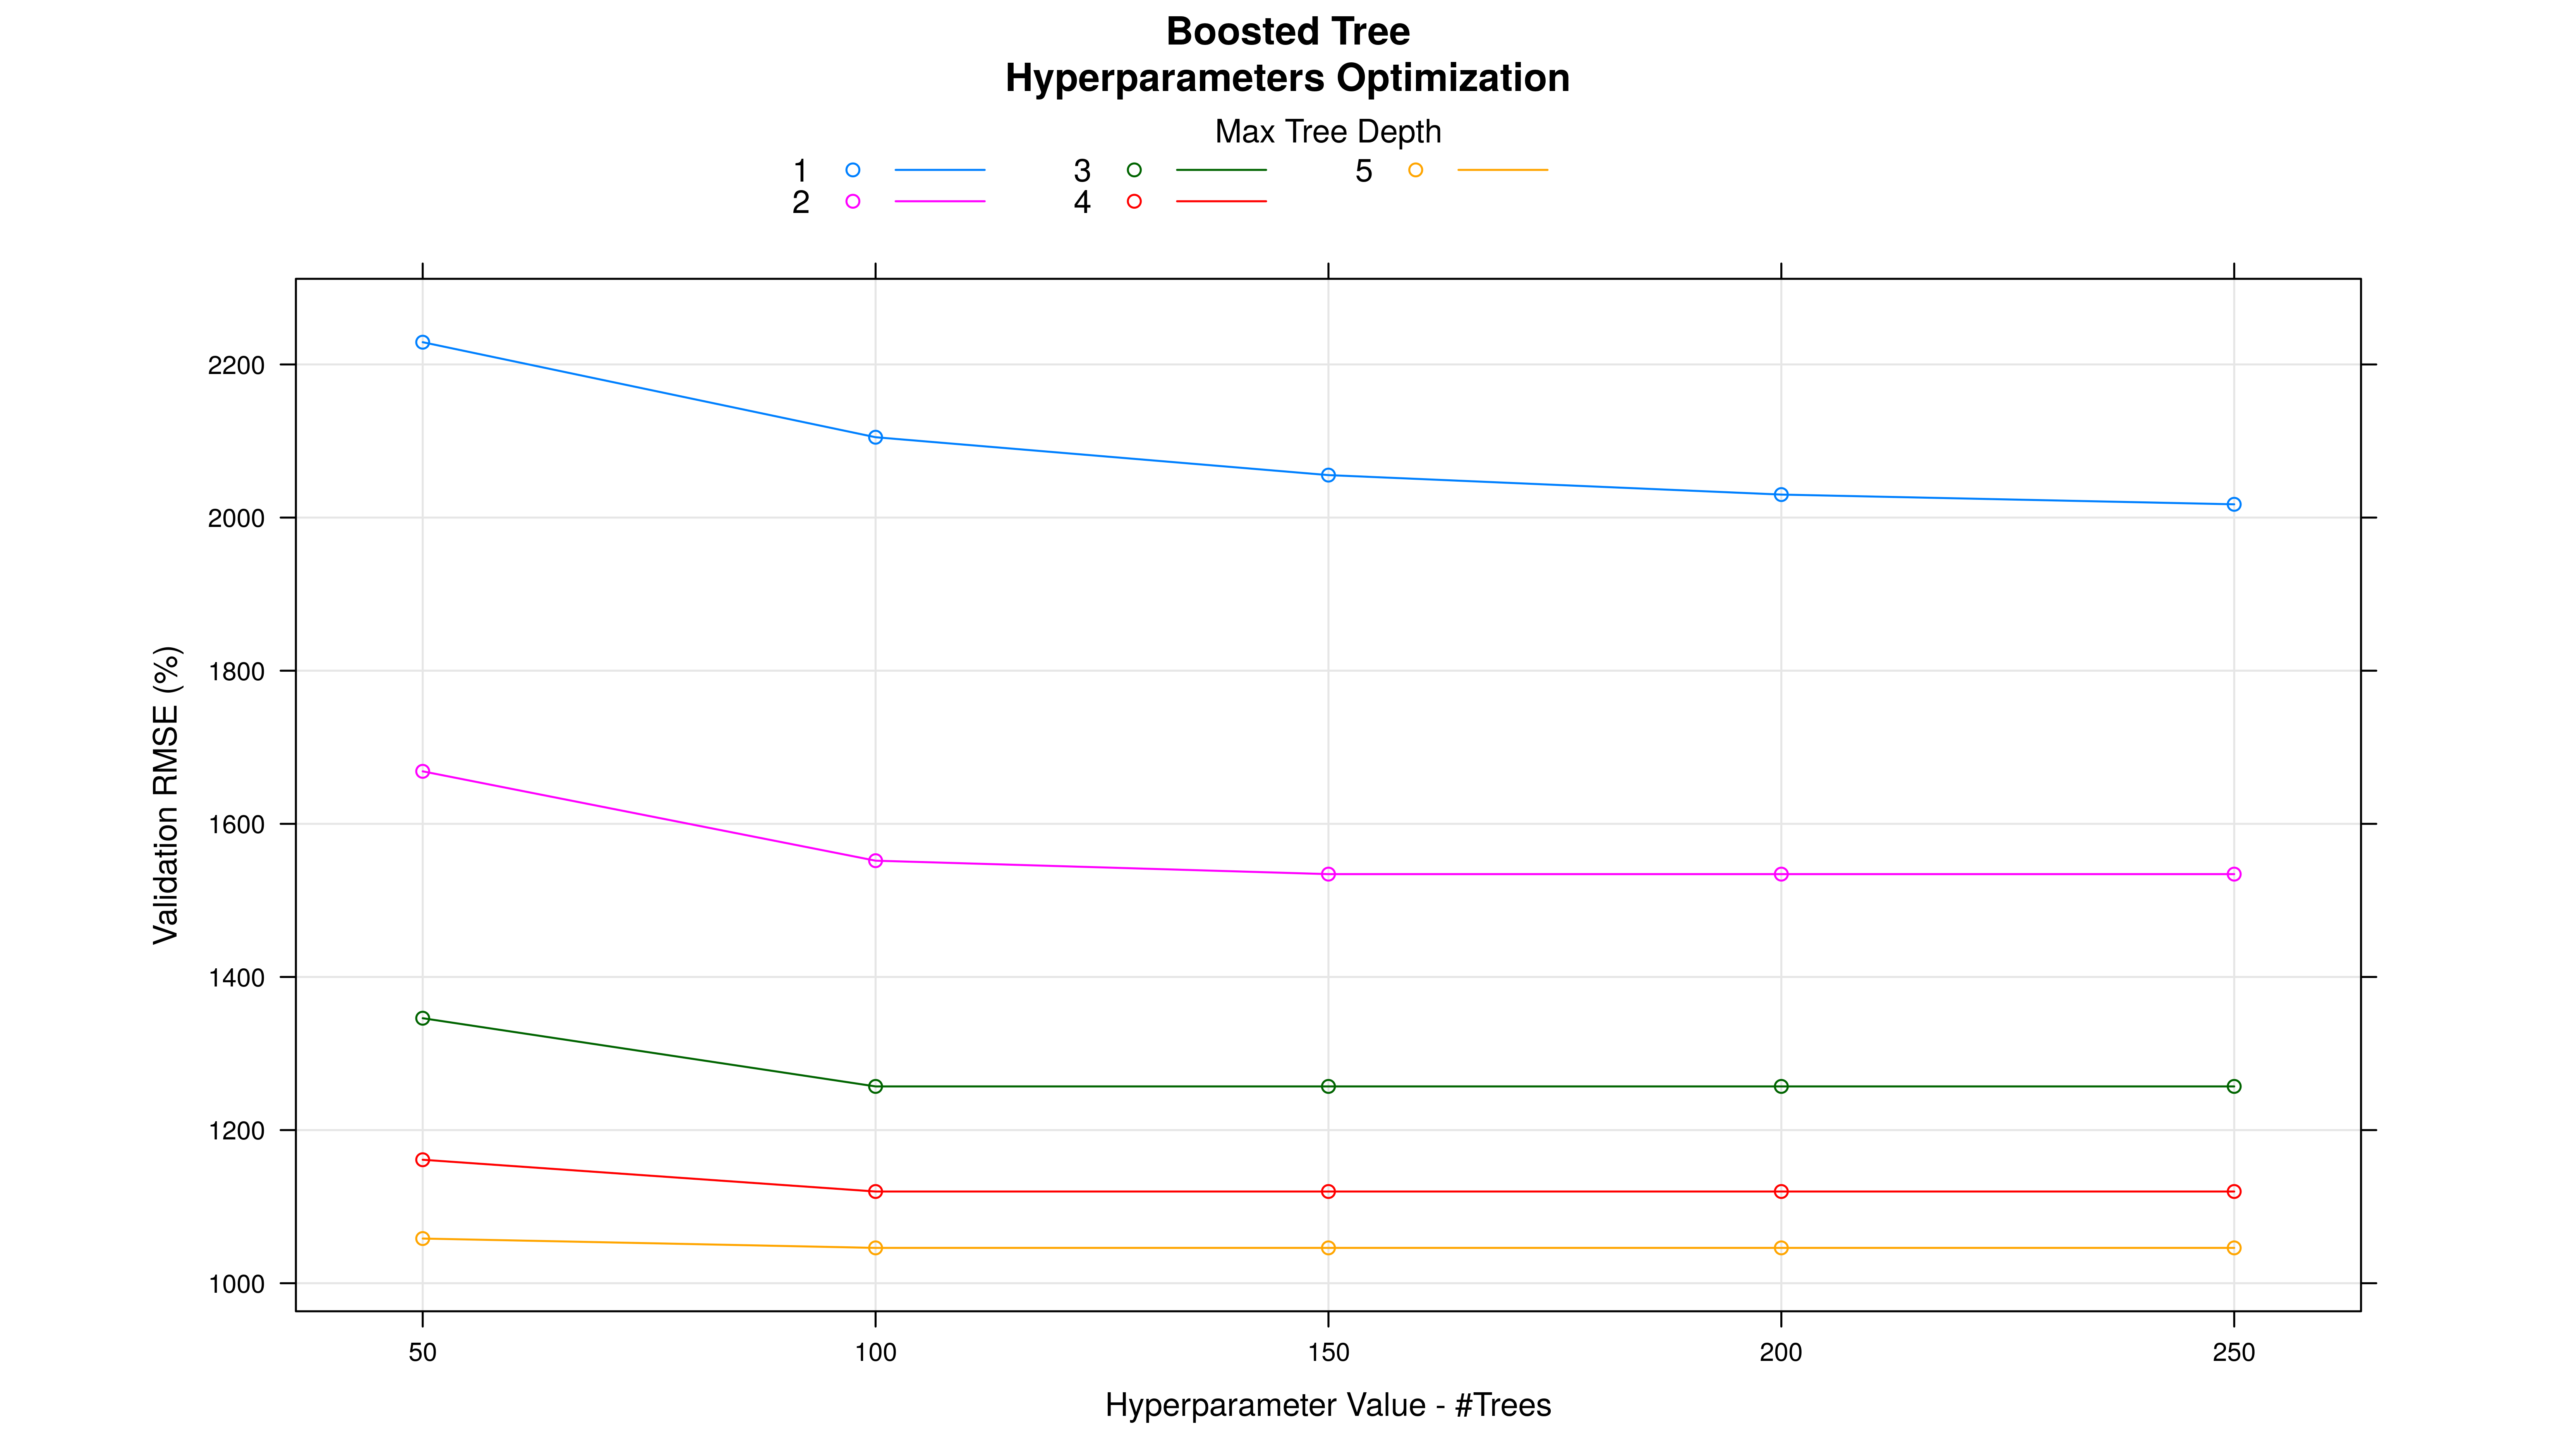 Boosted Tree
Hyperparameters Optimization
Max Tree Depth
1 3 5
2 4
Validation RMSE (%)
2200
2000
1800
1600
1400
1200
1000
50 100 150 200 250
Hyperparameter Value - #Trees